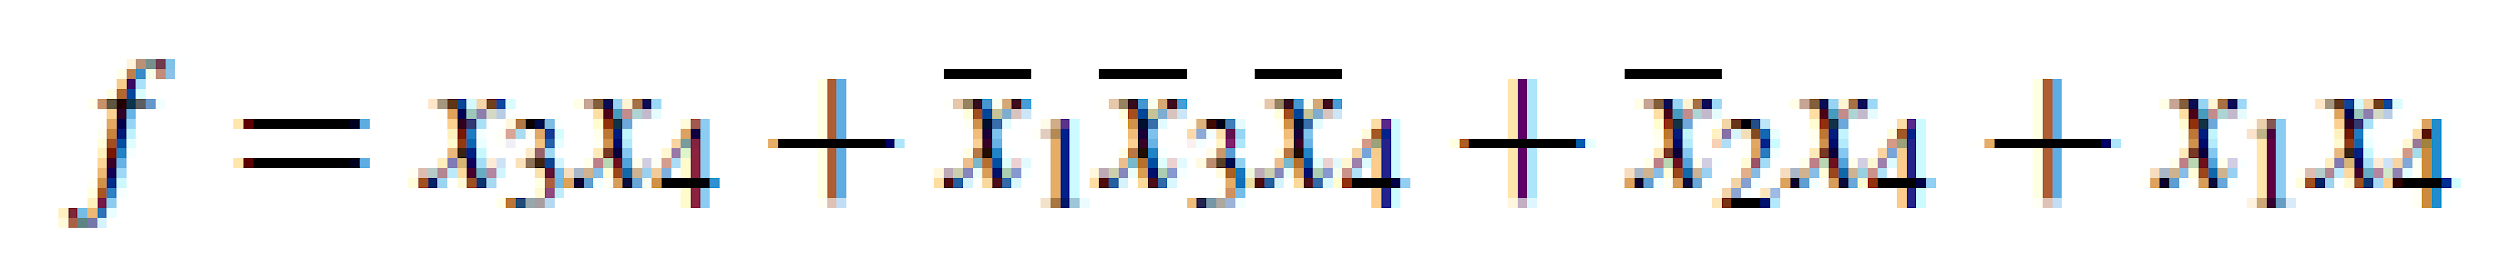 f = x₃x₄ + x̅₁x̅₃x̅₄ + x̅₂x₄ + x₁x₄